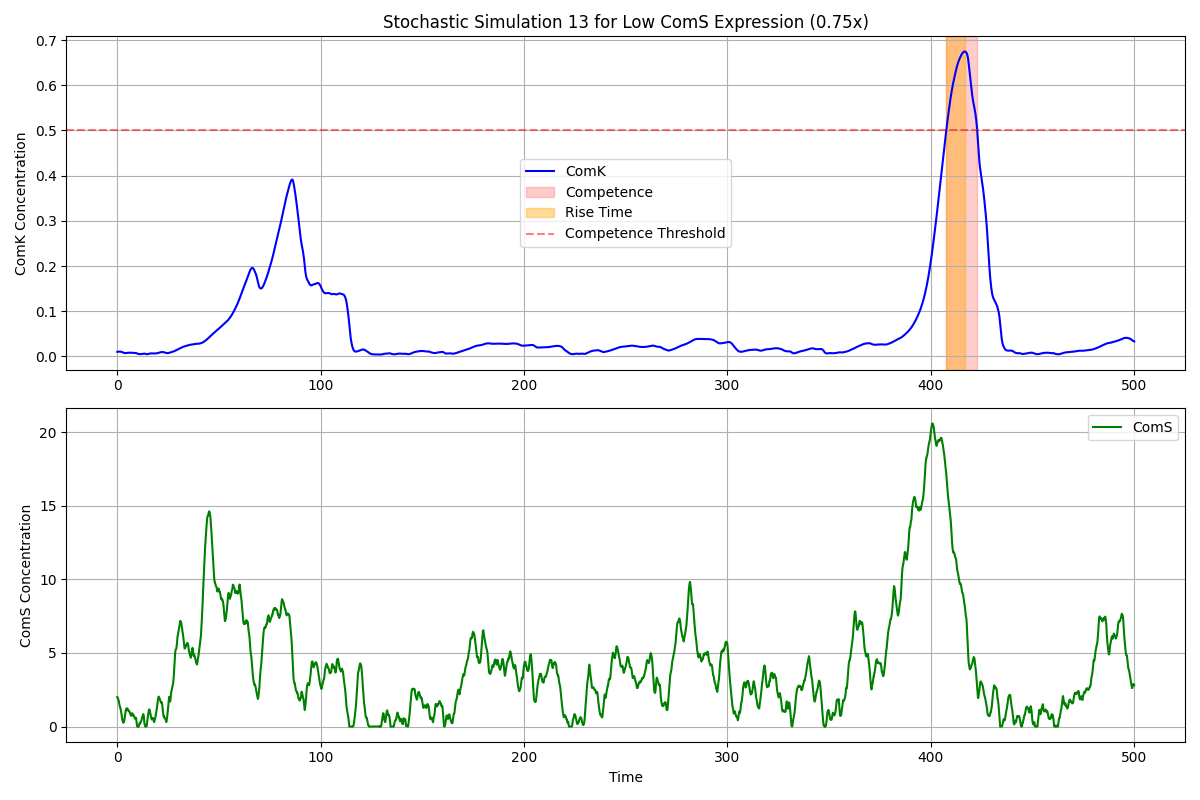 Stochastic Simulation 13 for Low ComS Expression (0.75x)
ComK Concentration
0.7
0.6
0.5
0.4
0.3
0.2
0.1
0.0
ComK
Competence
Rise Time
Competence Threshold
0 100 200 300 400 500
ComS Concentration
20
15
10
5
0
ComS
0 100 200 300 400 500
Time